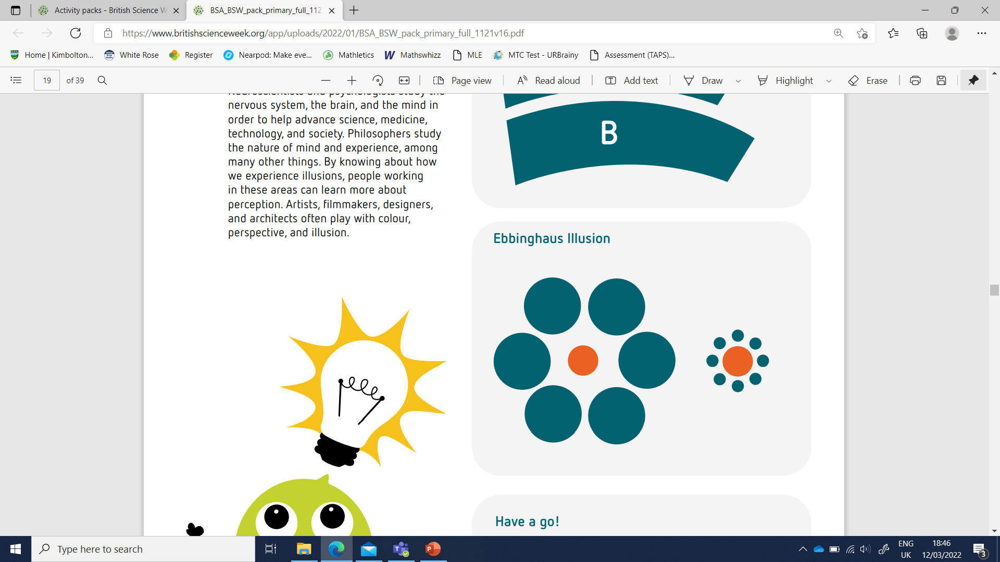 Activity packs - British Science W
BSA_BSW_pack_primary_full_112
https://www.britishscienceweek.org/app/uploads/2022/01/BSA_BSW_pack_primary_full_1121v16.pdf
Home | Kimbolton...
White Rose
Register
Nearpod: Make eve...
Mathletics
Mathswhizz
MLE
MTC Test - URBrainy
Assessment (TAPS)...
19 of 39
Page view
Read aloud
Add text
Draw
Highlight
Erase
Neuroscientists and psychologists study the
nervous system, the brain, and the mind in
order to help advance science, medicine,
technology, and society. Philosophers study
the nature of mind and experience, among
many other things. By knowing about how
we experience illusions, people working
in these areas can learn more about
perception. Artists, filmmakers, designers,
and architects often play with colour,
perspective, and illusion.
B
Ebbinghaus Illusion
Have a go!
Type here to search
ENG
UK
18:46
12/03/2022
3